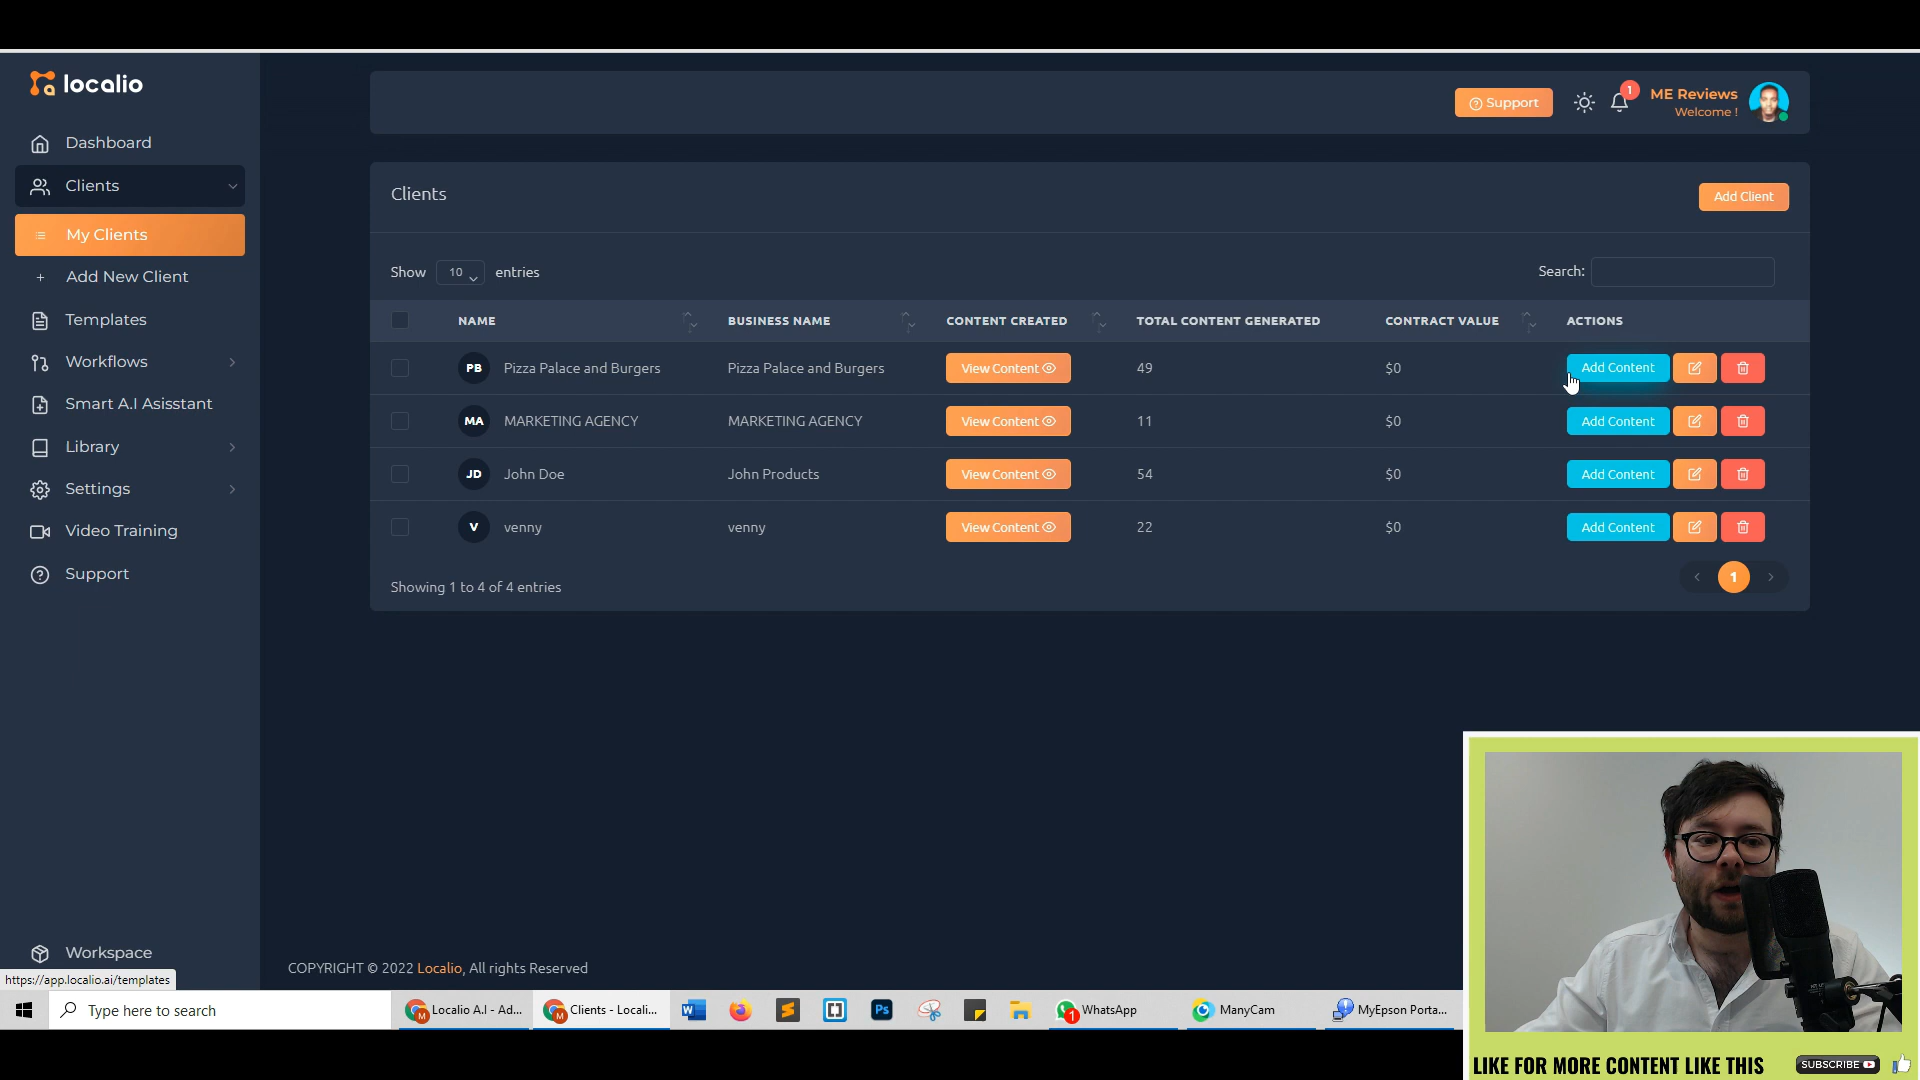 localio
Support
1
ME Reviews
Welcome !
Dashboard
Clients
My Clients
Add New Client
Templates
Workflows
Smart A.I Asisstant
Library
Settings
Video Training
Support
Workspace
Clients
Add Client
Show 10 entries
Search:
NAME BUSINESS NAME CONTENT CREATED TOTAL CONTENT GENERATED CONTRACT VALUE ACTIONS
PB Pizza Palace and Burgers Pizza Palace and Burgers View Content 49 $0 Add Content
MA MARKETING AGENCY MARKETING AGENCY View Content 11 $0 Add Content
JD John Doe John Products View Content 54 $0 Add Content
V venny venny View Content 22 $0 Add Content
Showing 1 to 4 of 4 entries
1
COPYRIGHT © 2022 Localio, All rights Reserved
https://app.localio.ai/templates
Type here to search
Localio A.I - Ad...
Clients - Locali...
Ps
1
WhatsApp
ManyCam
MyEpson Porta...
LIKE FOR MORE CONTENT LIKE THIS
SUBSCRIBE